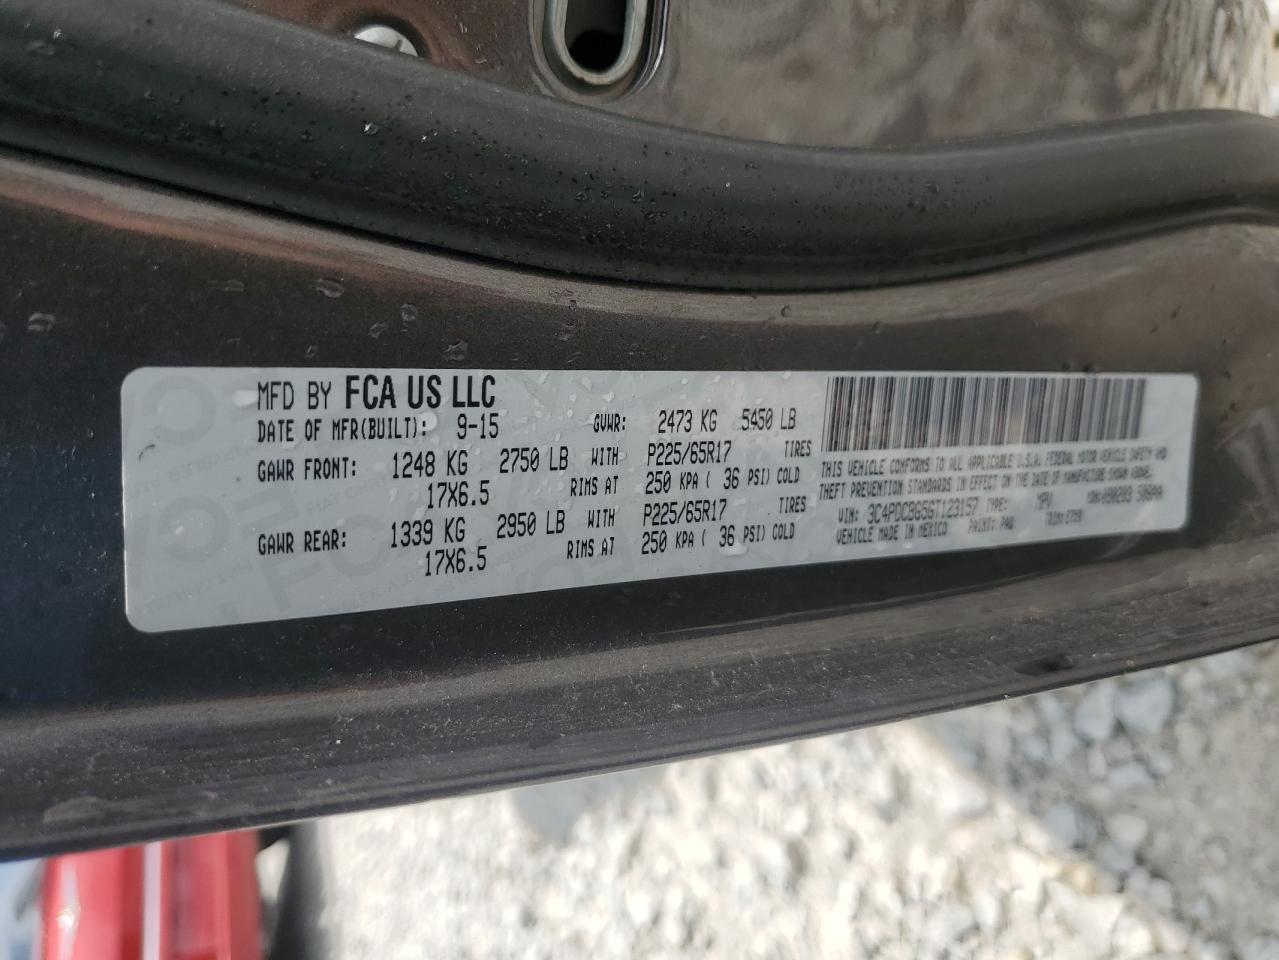 MFD BY FCA US LLC
DATE OF MFR(BUILT): 9-15 GVWR: 2473 KG 5450 LB
GAWR FRONT: 1248 KG 2750 LB WITH P225/65R17 TIRES
17X6.5 RIMS AT 250 KPA ( 36 PSI) COLD
GAWR REAR: 1339 KG 2950 LB WITH P225/65R17 TIRES
17X6.5 RIMS AT 250 KPA ( 36 PSI) COLD
THIS VEHICLE CONFORMS TO ALL APPLICABLE U.S.A. FEDERAL MOTOR VEHICLE SAFETY AND
THEFT PREVENTION STANDARDS IN EFFECT ON THE DATE OF MANUFACTURE SHOWN ABOVE.
VIN: 3C4PDCBG5GT123157 TYPE: MPV
VEHICLE MADE IN MEXICO PAINT: PAU TRIM: